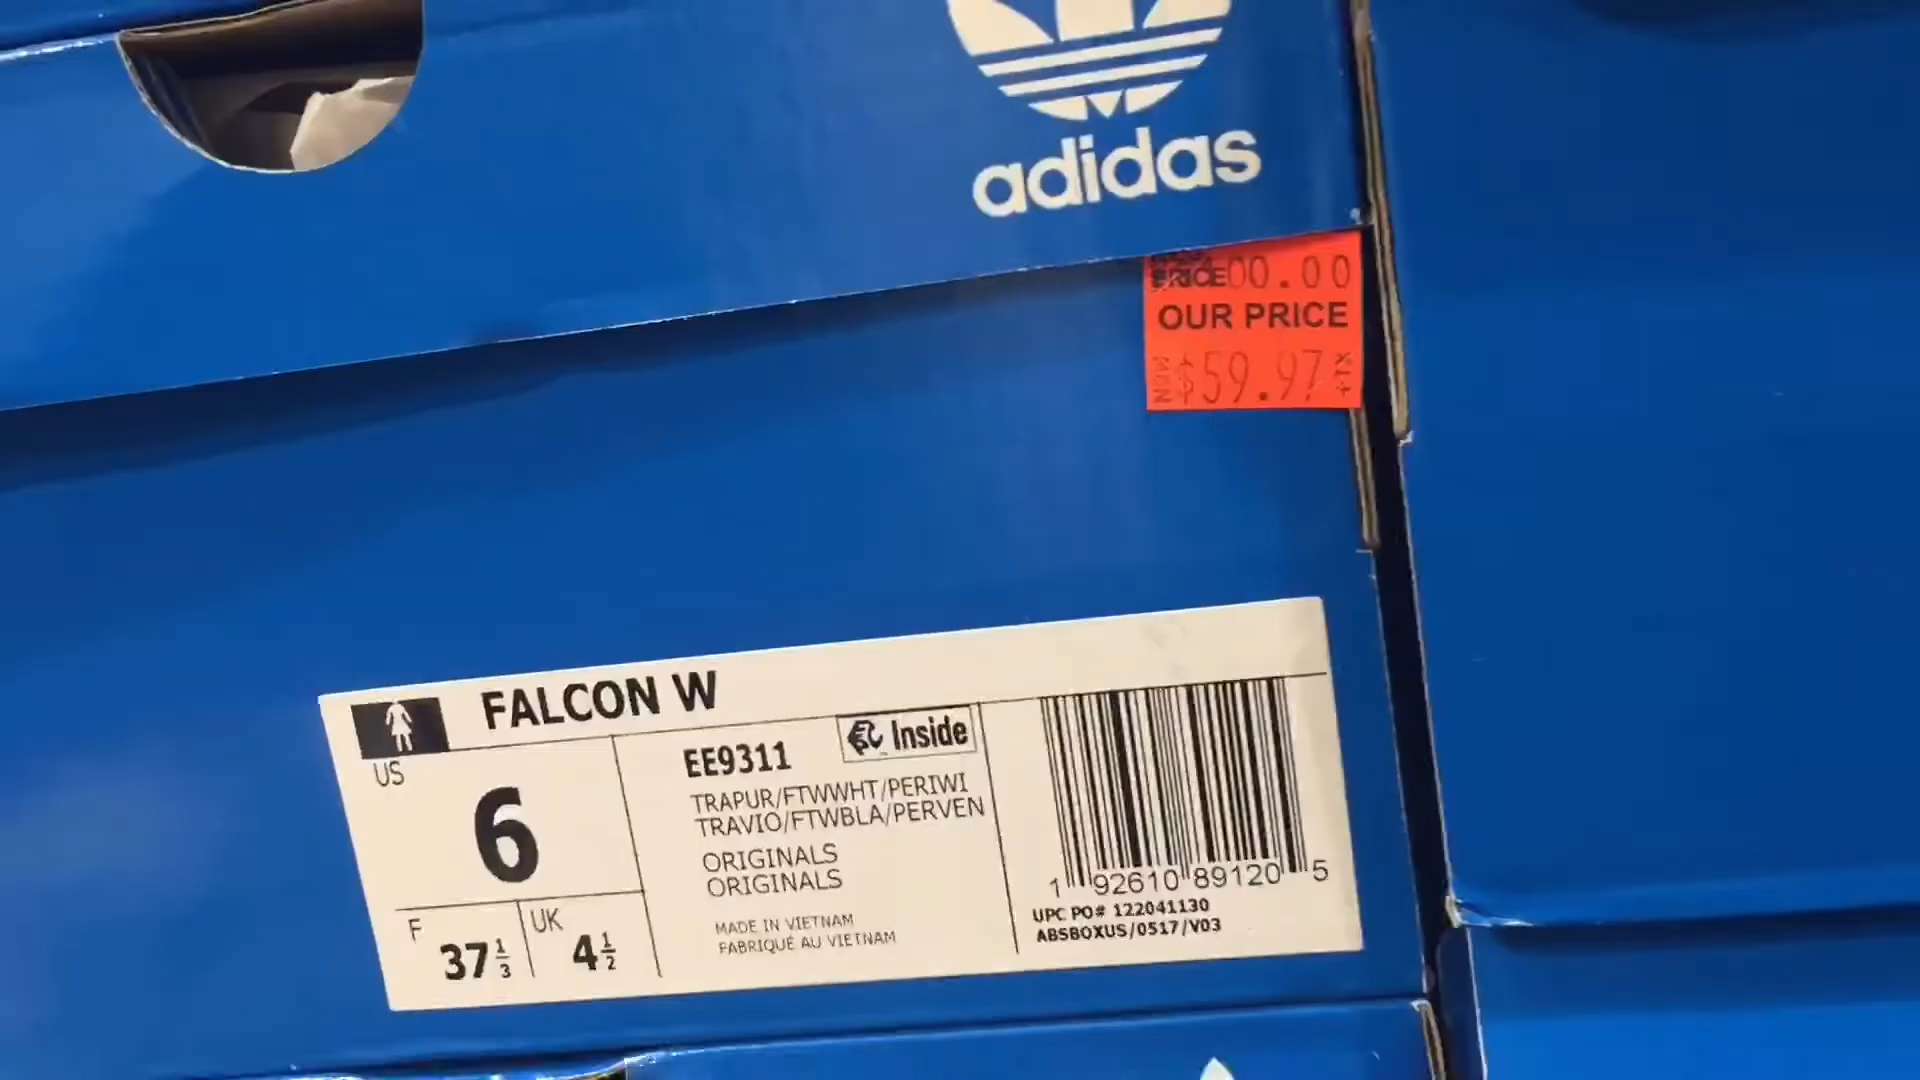 adidas
PRICE 00.00
OUR PRICE
$59.97
FALCON W
US
6
F 37 1/3
UK 4 1/2
EE9311
Inside
TRAPUR/FTWWHT/PERIWI
TRAVIO/FTWBLA/PERVEN
ORIGINALS
ORIGINALS
MADE IN VIETNAM
FABRIQUÉ AU VIETNAM
1 92610 89120 5
UPC PO# 122041130
ABSBOXUS/0517/V03